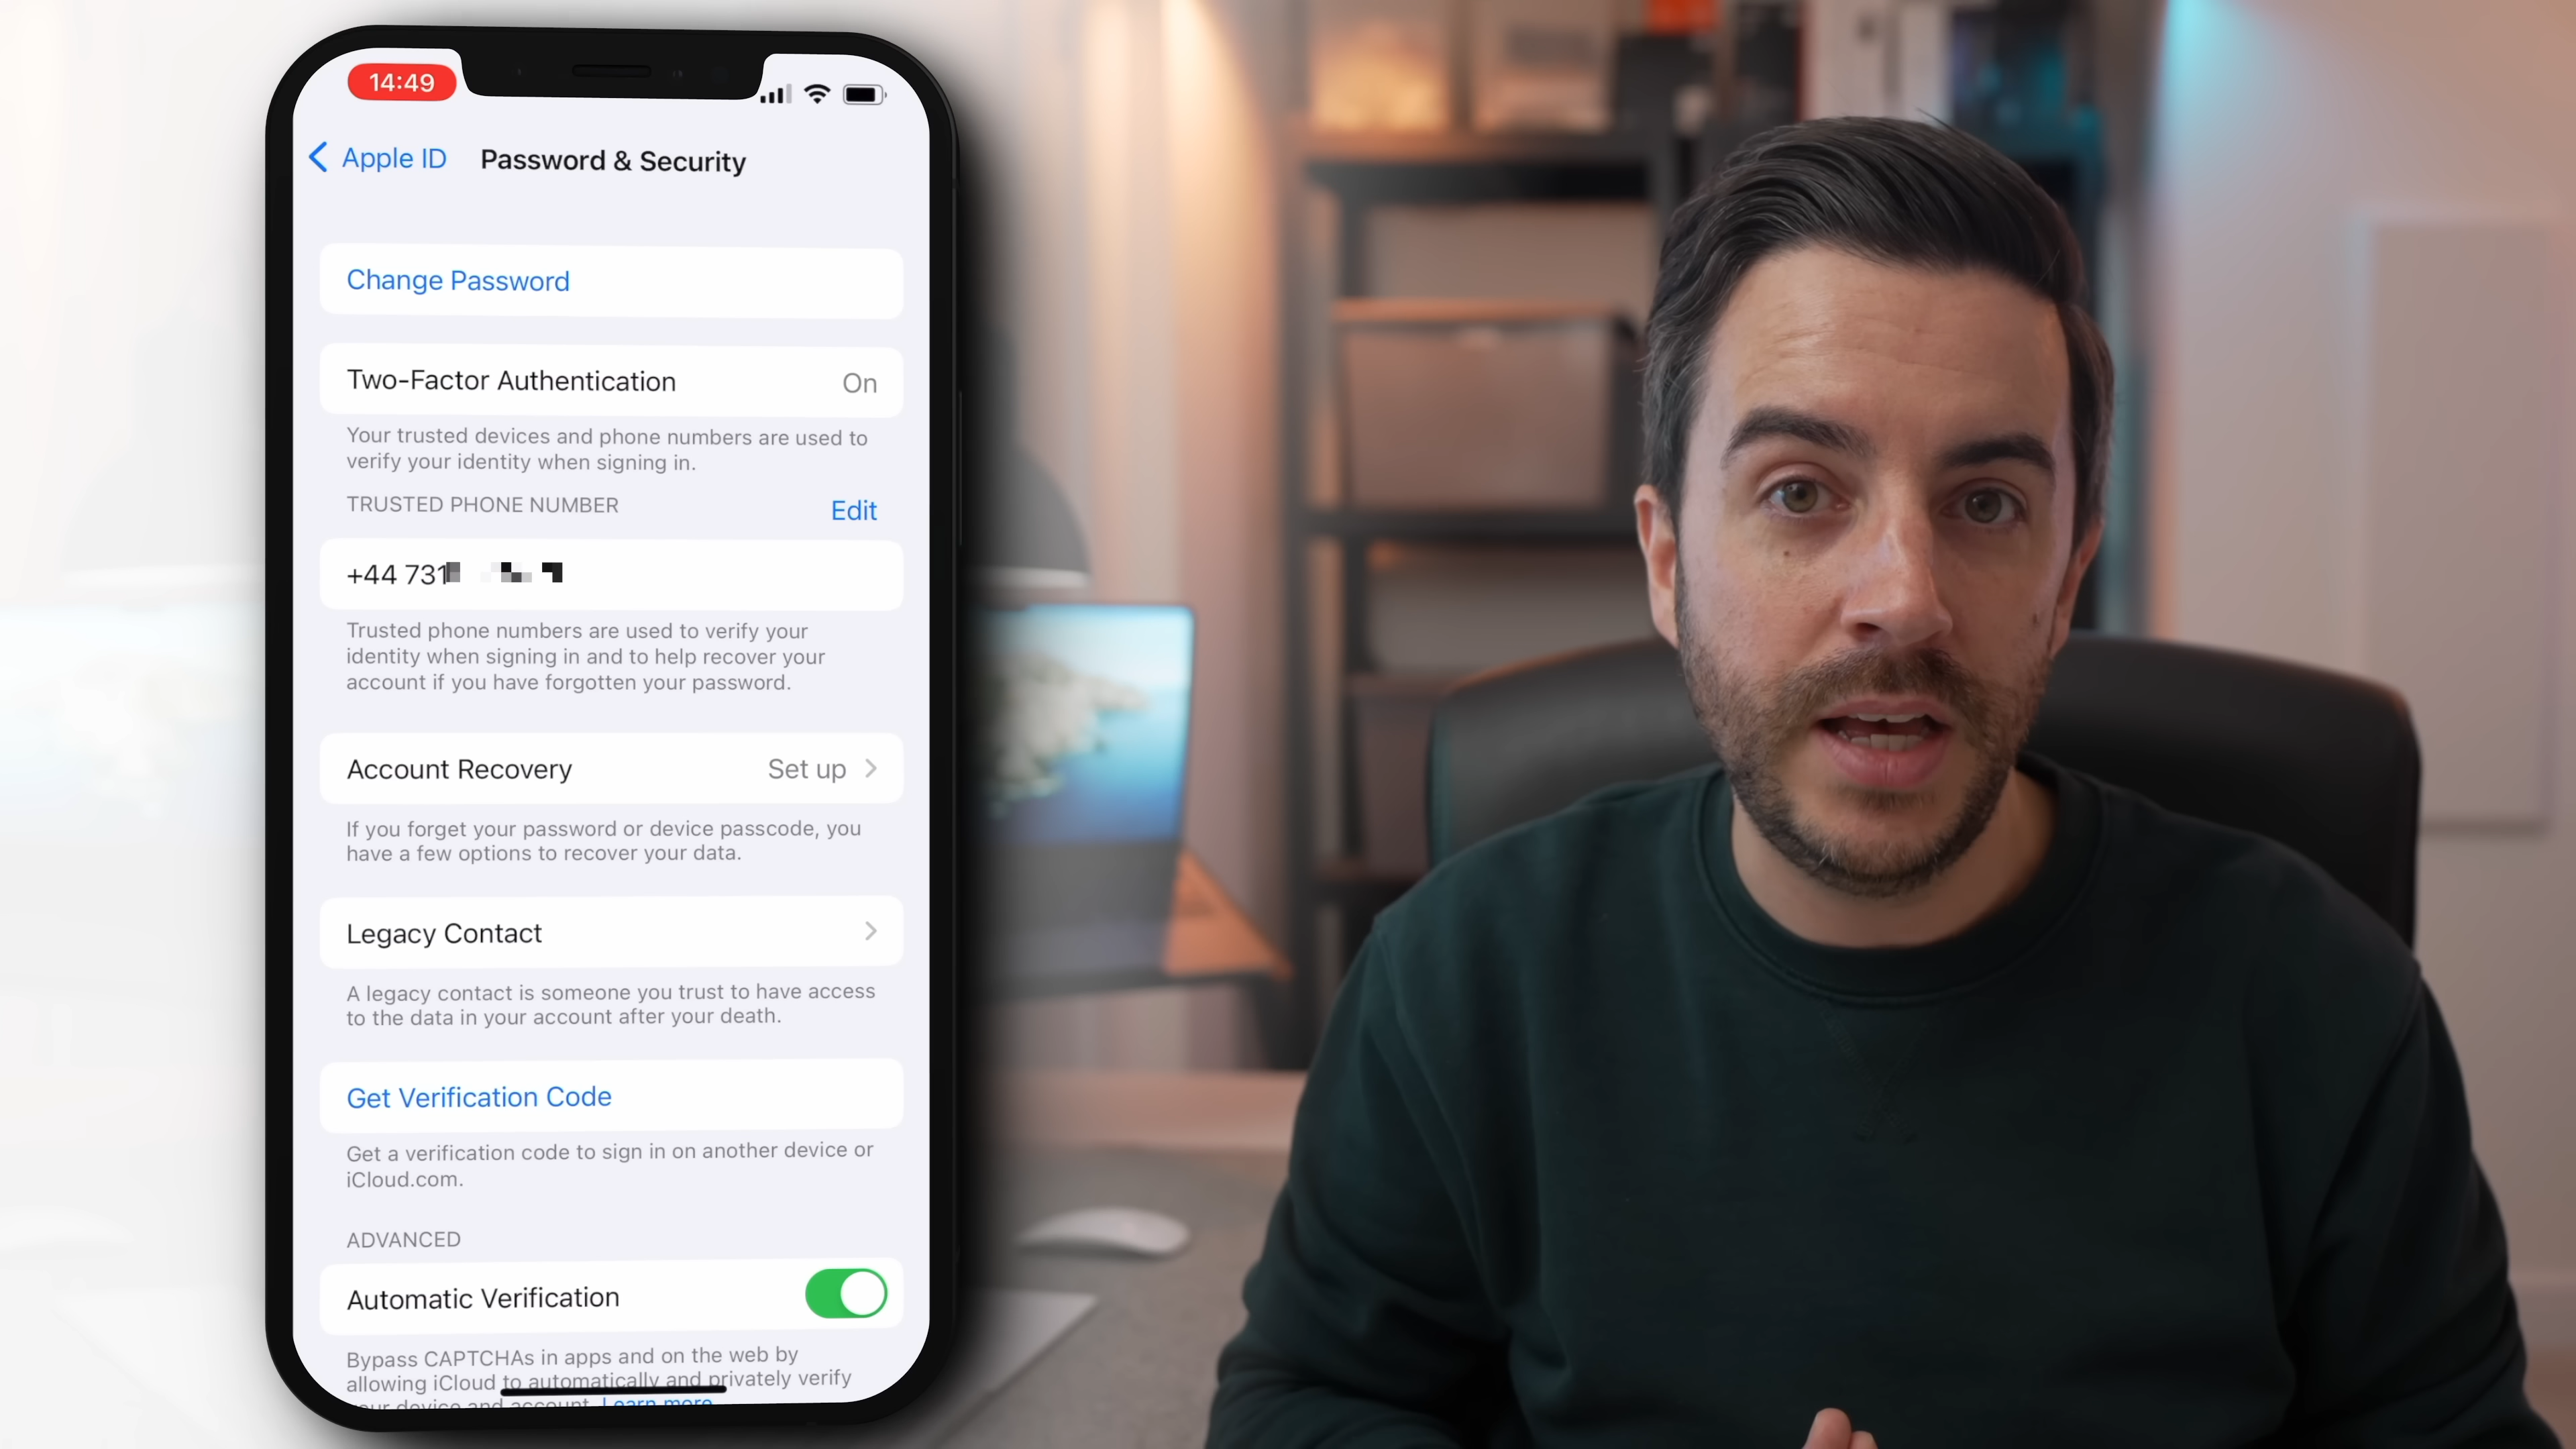 14:49
Apple ID
Password & Security
Change Password
Two-Factor Authentication
On
Your trusted devices and phone numbers are used to
verify your identity when signing in.
TRUSTED PHONE NUMBER
Edit
+44 731
Trusted phone numbers are used to verify your
identity when signing in and to help recover your
account if you have forgotten your password.
Account Recovery
Set up
If you forget your password or device passcode, you
have a few options to recover your data.
Legacy Contact
A legacy contact is someone you trust to have access
to the data in your account after your death.
Get Verification Code
Get a verification code to sign in on another device or
iCloud.com.
ADVANCED
Automatic Verification
Bypass CAPTCHAs in apps and on the web by
allowing iCloud to automatically and privately verify
your device and account. Learn more